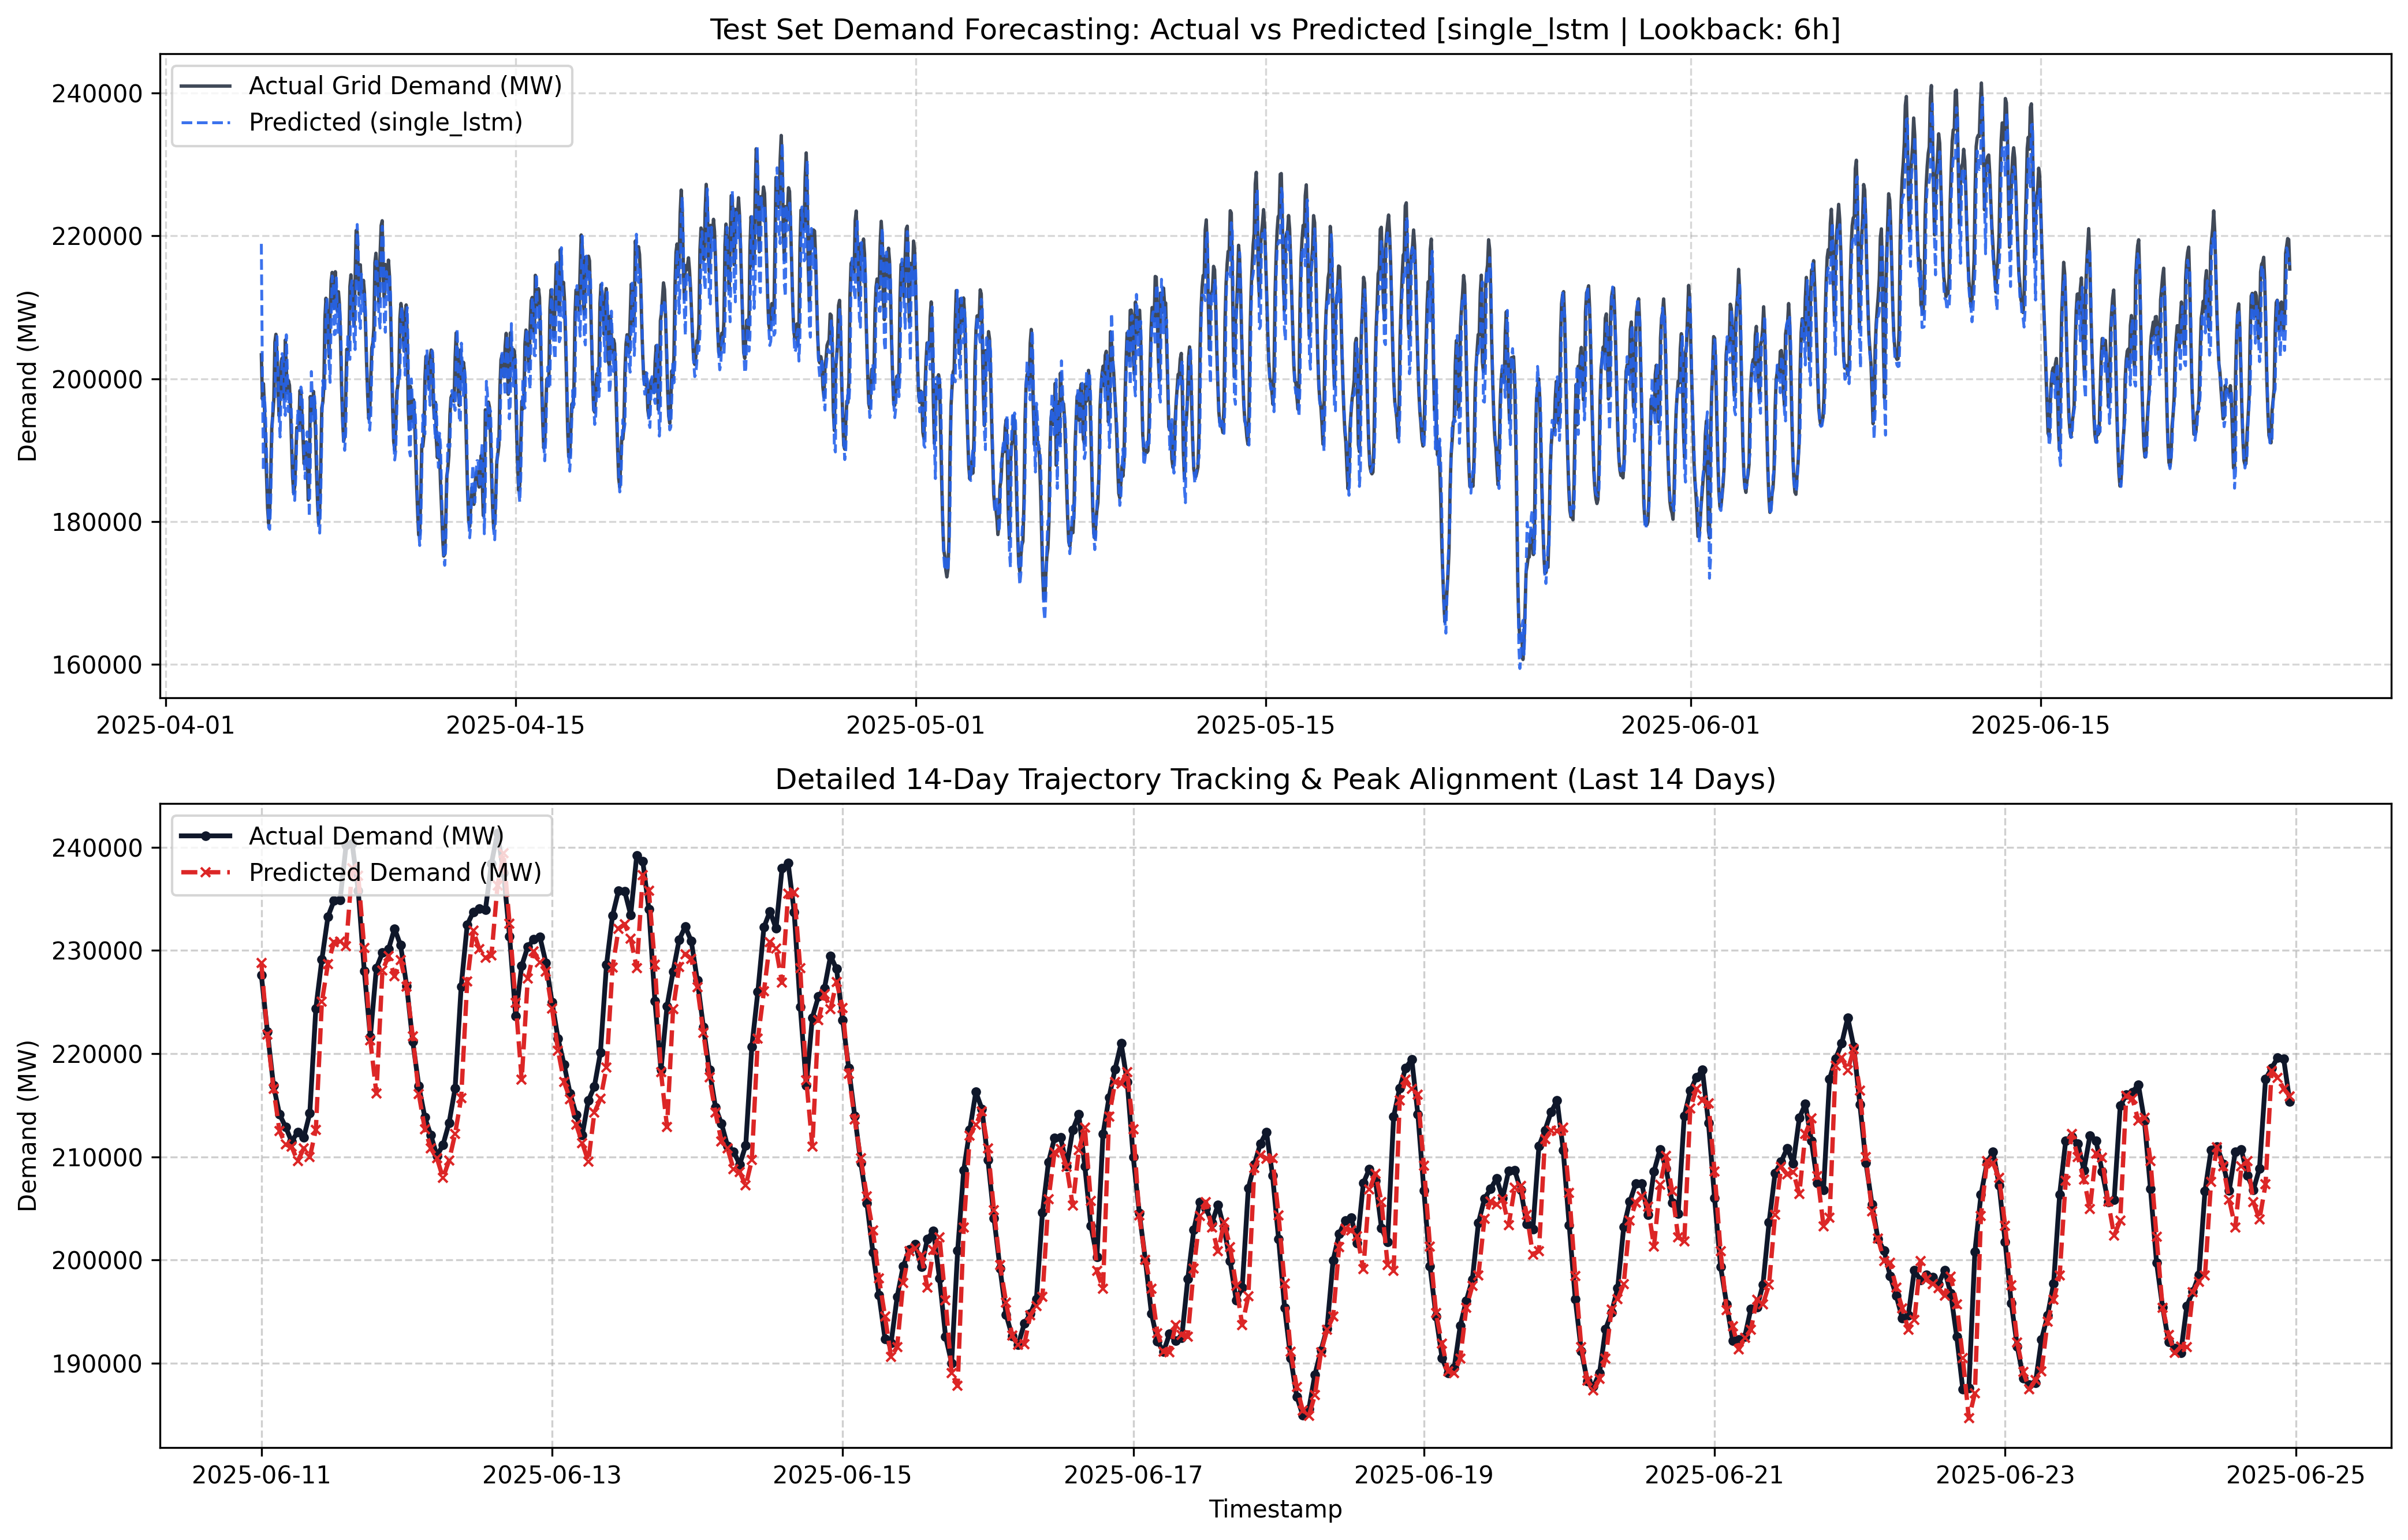 Test Set Demand Forecasting: Actual vs Predicted [single_lstm | Lookback: 6h]
Actual Grid Demand (MW)
Predicted (single_lstm)
Demand (MW)
240000
220000
200000
180000
160000
2025-04-01
2025-04-15
2025-05-01
2025-05-15
2025-06-01
2025-06-15
Detailed 14-Day Trajectory Tracking & Peak Alignment (Last 14 Days)
Actual Demand (MW)
Predicted Demand (MW)
Demand (MW)
240000
230000
220000
210000
200000
190000
2025-06-11
2025-06-13
2025-06-15
2025-06-17
2025-06-19
2025-06-21
2025-06-23
2025-06-25
Timestamp